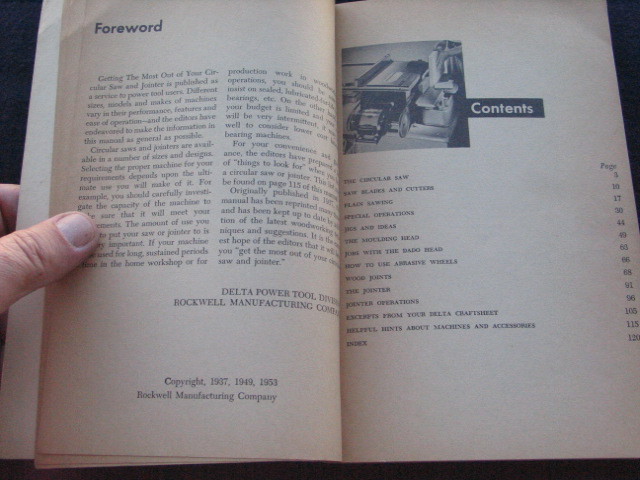 Foreword
Getting The Most Out of Your Cir-
cular Saw and Jointer is published as
a service to power tool users. Different
sizes, models and makes of machines
vary in their performance, features and
ease of operation—and the editors have
endeavored to make the information in
this manual as general as possible.
Circular saws and jointers are avail-
able in a number of sizes and designs.
Selecting the proper machine for your
requirements depends upon the ulti-
mate use you will make of it. For
example, you should carefully investi-
gate the capacity of the machine to
sure that it will meet your
The amount of use you
to put your saw or jointer to is
important. If your machine
used for long, sustained periods
in the home workshop or for
production work in
operations, you should be
insist on sealed, lubricated-for-
bearings, etc. On the other
your budget is limited and
will be very intermittent, it
well to consider lower cost
bearing machines.
For your convenience and
ance, the editors have prepared
of "things to look for" when
a circular saw or jointer. This list
be found on page 115 of this
Originally published in 1937,
manual has been reprinted many
and has been kept up to date
tion of the latest woodworking
niques and suggestions. It is the
est hope of the editors that it will
you "get the most out of your
saw and jointer."
DELTA POWER TOOL
ROCKWELL MANUFACTURING
Copyright, 1937, 1949, 1953
Rockwell Manufacturing Company
Contents
Page
THE CIRCULAR SAW 3
SAW BLADES AND CUTTERS 10
PLAIN SAWING 17
SPECIAL OPERATIONS 30
JIGS AND IDEAS 44
THE MOULDING HEAD 49
JOBS WITH THE DADO HEAD 63
HOW TO USE ABRASIVE WHEELS 66
WOOD JOINTS 68
THE JOINTER 91
JOINTER OPERATIONS 96
EXCERPTS FROM YOUR DELTA CRAFTSHEET 105
HELPFUL HINTS ABOUT MACHINES AND ACCESSORIES 115
INDEX 120